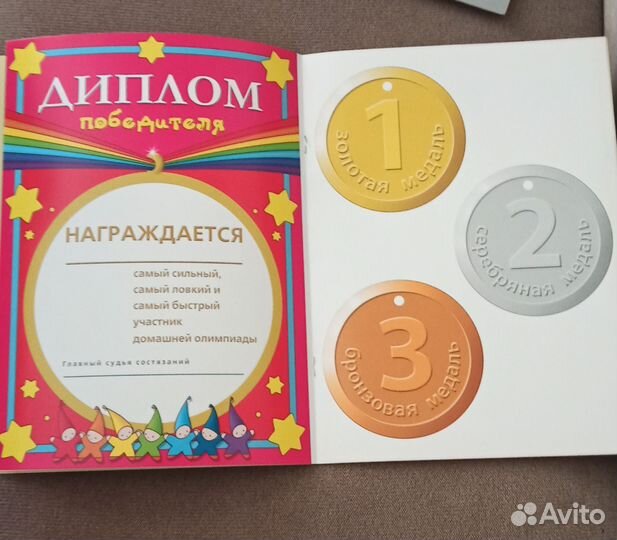 ДИПЛОМ
победителя
НАГРАЖДАЕТСЯ
самый сильный,
самый ловкий и
самый быстрый
участник
домашней олимпиады
Главный судья состязаний
1
золотая медаль
2
серебряная медаль
3
бронзовая медаль
Avito